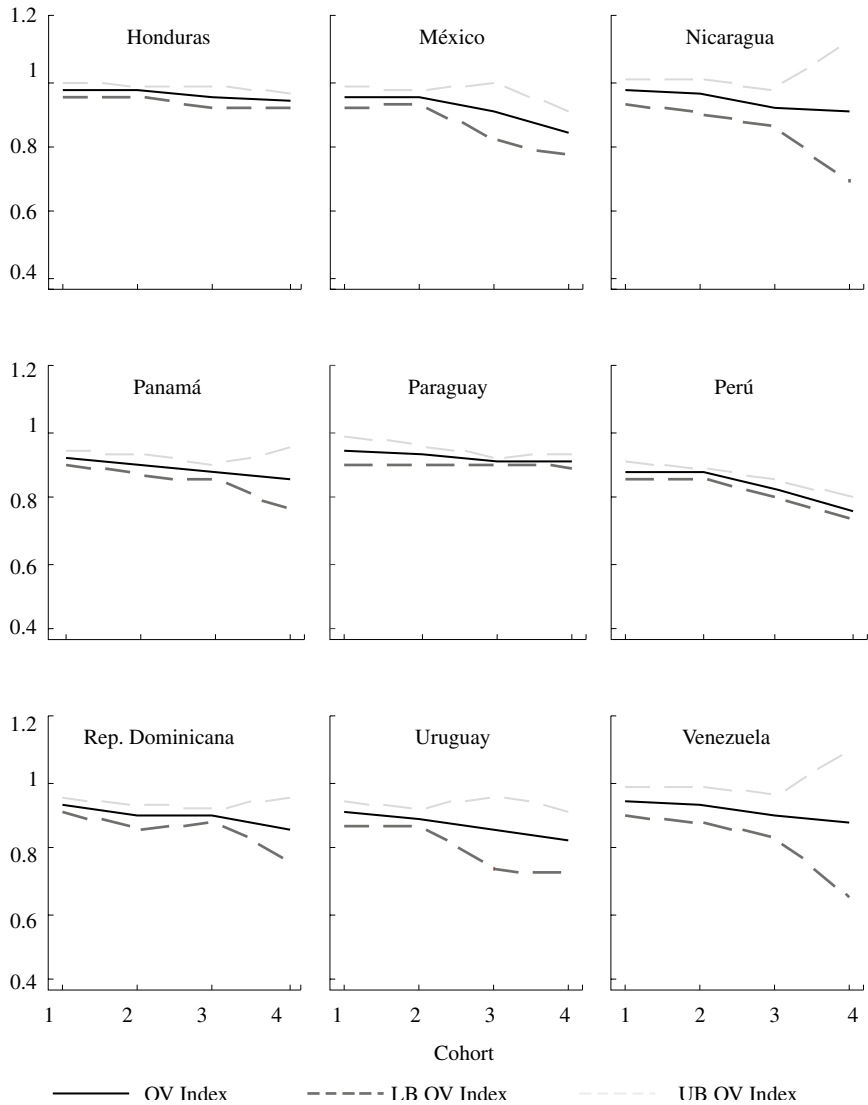 1.2
Honduras México Nicaragua
1
0.8
0.6
0.4
1.2
Panamá Paraguay Perú
1
0.8
0.6
0.4
1.2
Rep. Dominicana Uruguay Venezuela
1
0.8
0.6
0.4
1 2 3 4 1 2 3 4 1 2 3 4
Cohort
OV Index LB OV Index UB OV Index